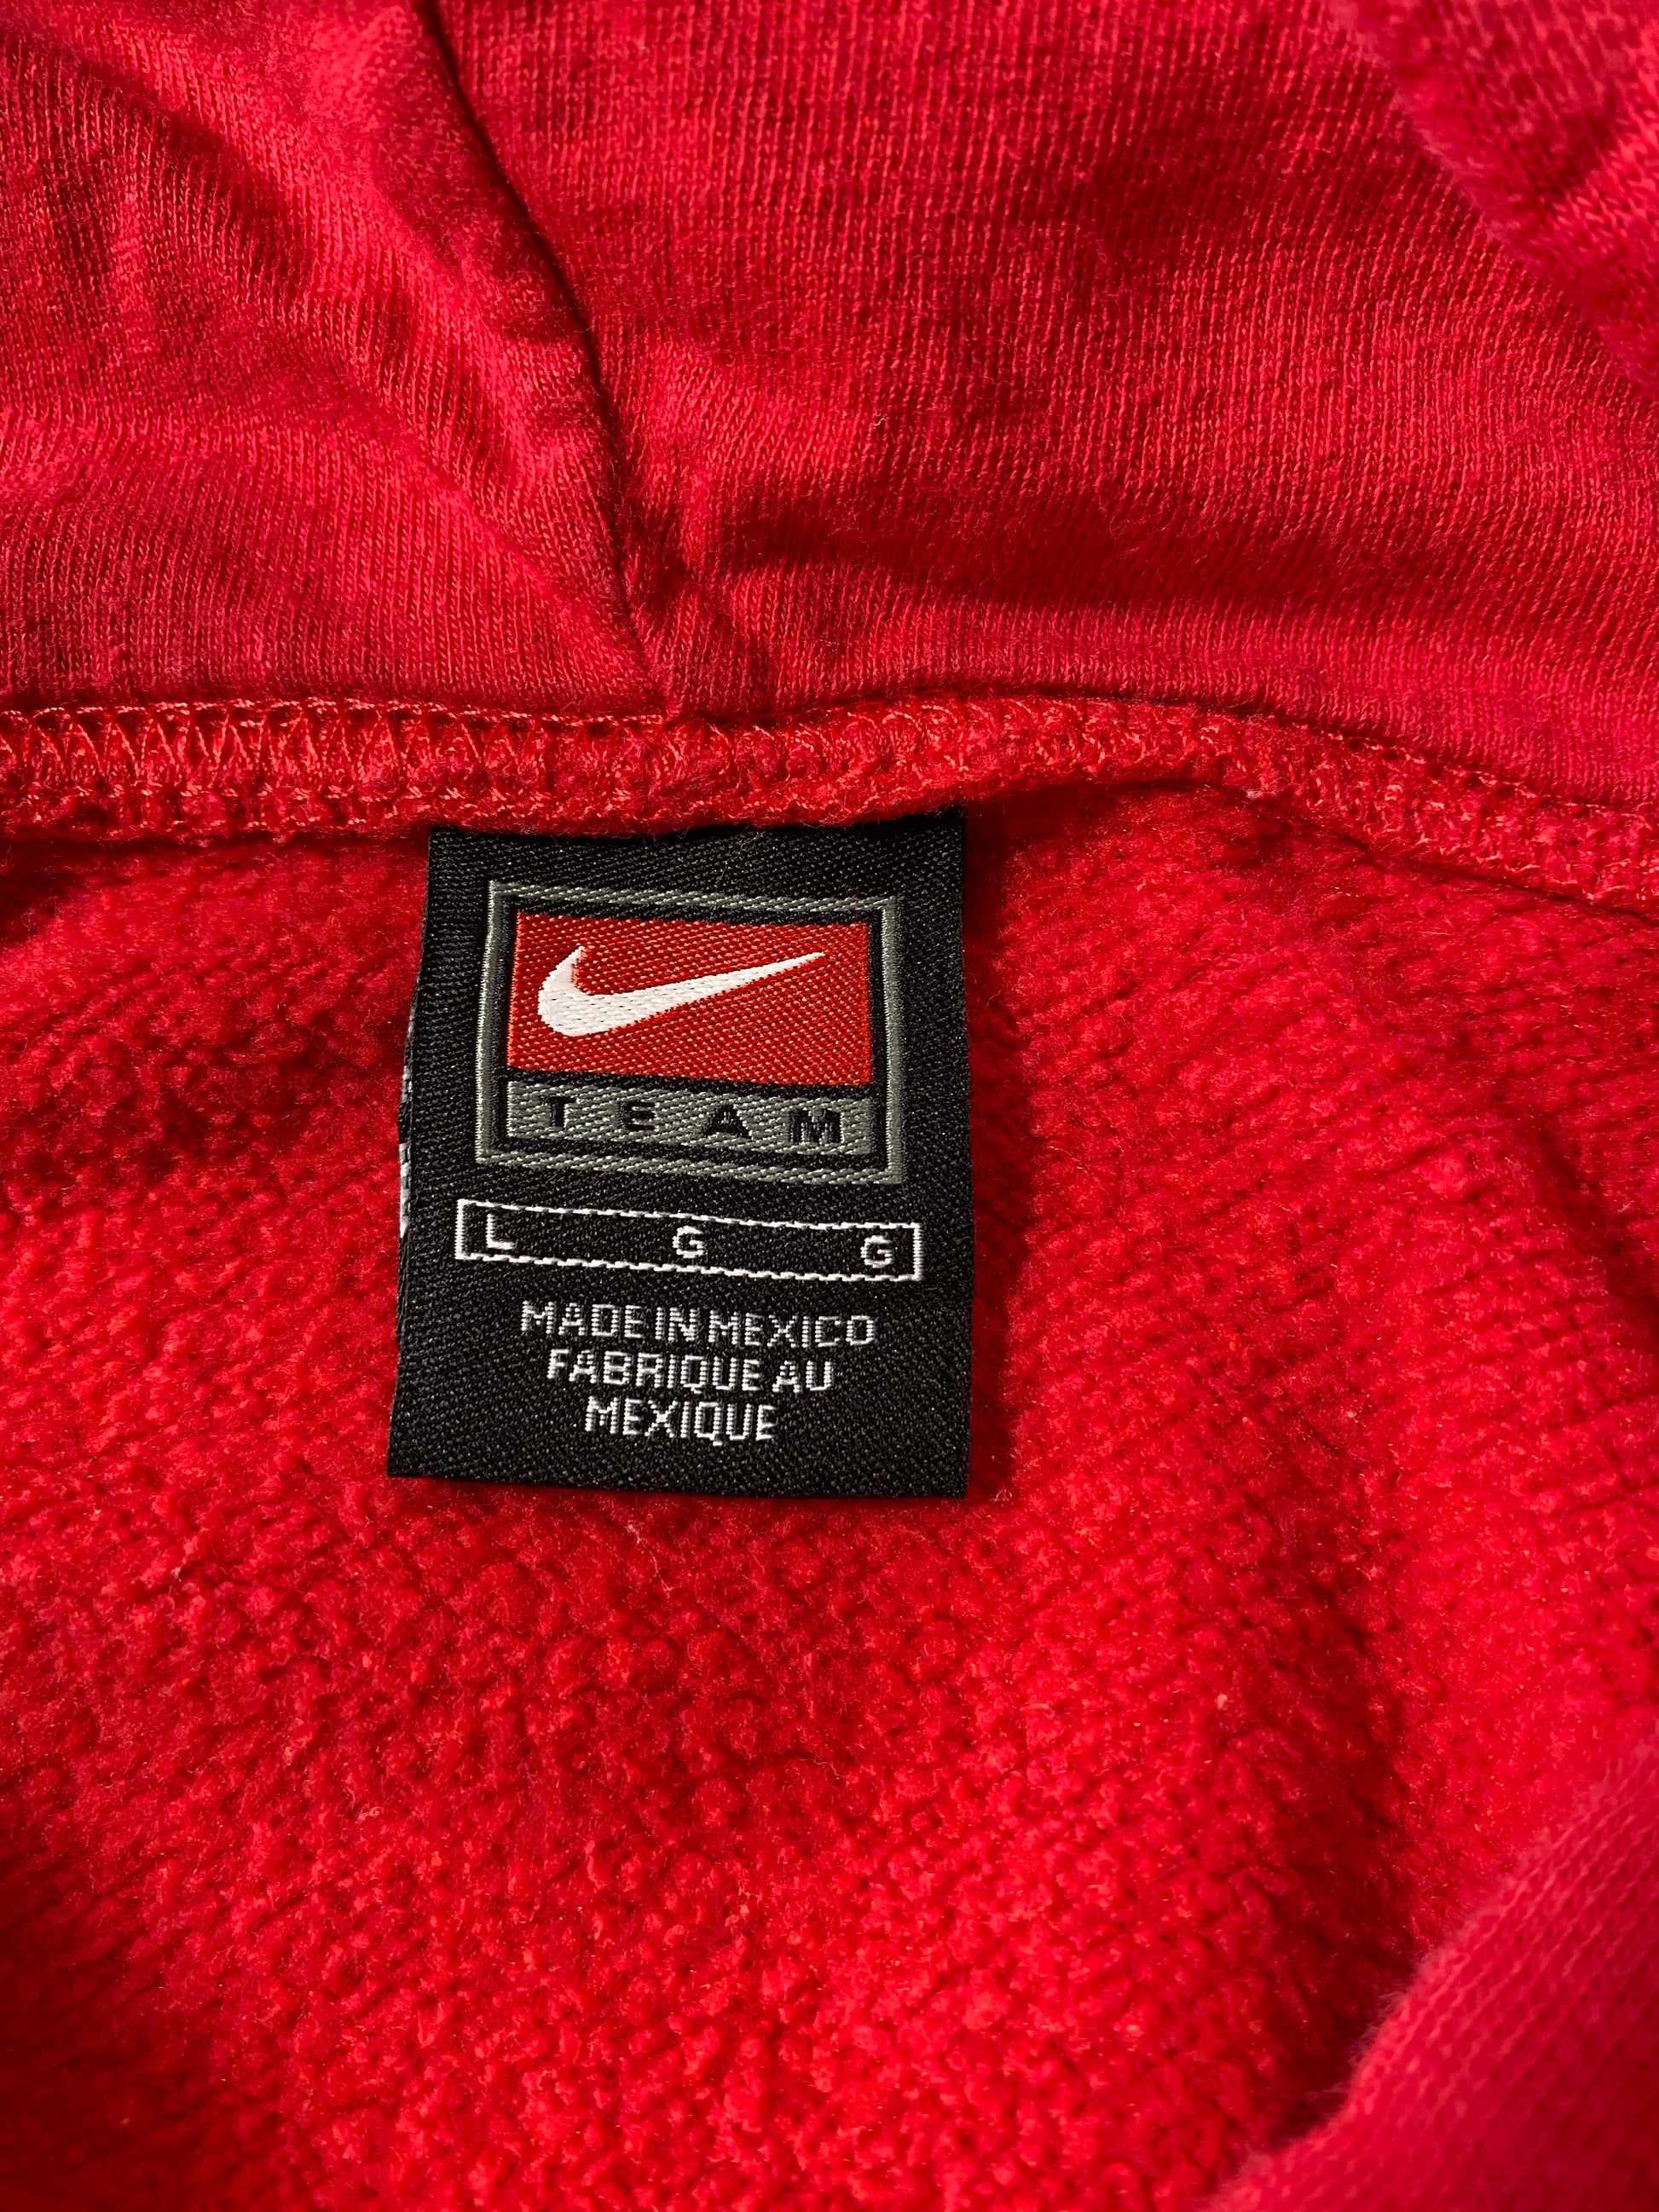 TEAM
L G G
MADE IN MEXICO
FABRIQUE AU
MEXIQUE